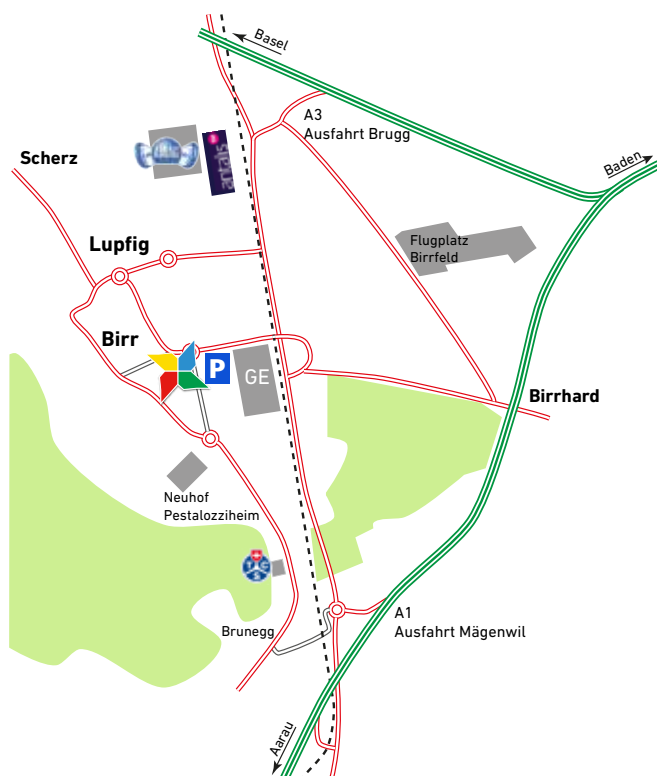 Basel
A3
Ausfahrt Brugg
Baden
Scherz
antalis
Lupfig
Flugplatz
Birrfeld
Birr
P
GE
Birrhard
Neuhof
Pestalozziheim
T
C
S
A1
Ausfahrt Mägenwil
Brunegg
Aarau